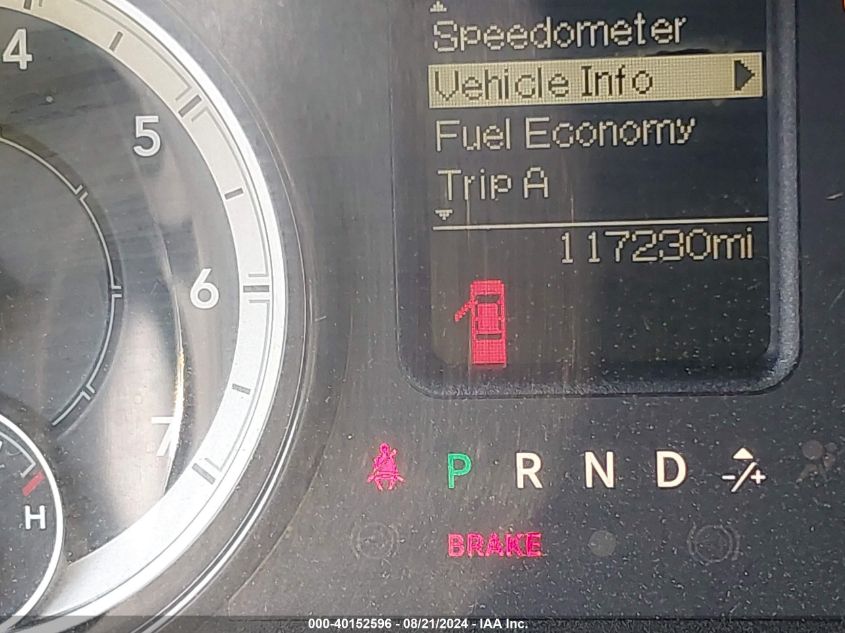 Speedometer
Vehicle Info
Fuel Economy
Trip A
117230mi
4
5
6
7
H
P R N D -/+
BRAKE
000-40152596 - 08/21/2024 - IAA Inc.